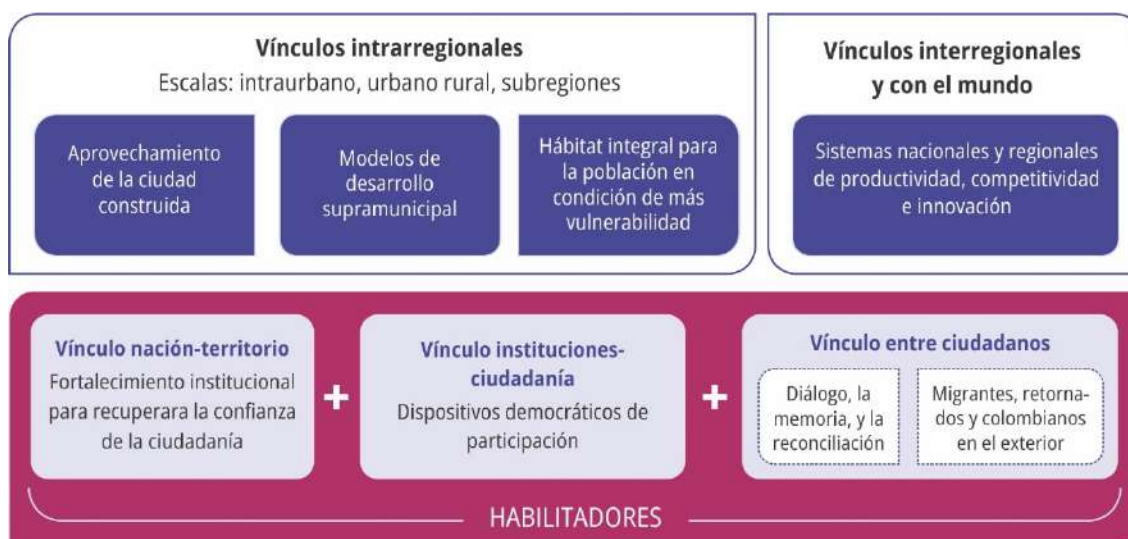 Vínculos intrarregionales
Escalas: intraurbano, urbano rural, subregiones
Aprovechamiento
de la ciudad
construida
Modelos de
desarrollo
supramunicipal
Hábitat integral para
la población en
condición de más
vulnerabilidad
Vínculos interregionales
y con el mundo
Sistemas nacionales y regionales
de productividad, competitividad
e innovación
Vínculo nación-territorio
Fortalecimiento institucional
para recuperara la confianza
de la ciudadanía
+
Vínculo instituciones-
ciudadanía
Dispositivos democráticos de
participación
+
Vínculo entre ciudadanos
Diálogo, la
memoria, y la
reconciliación
Migrantes, retorna-
dos y colombianos
en el exterior
HABILITADORES